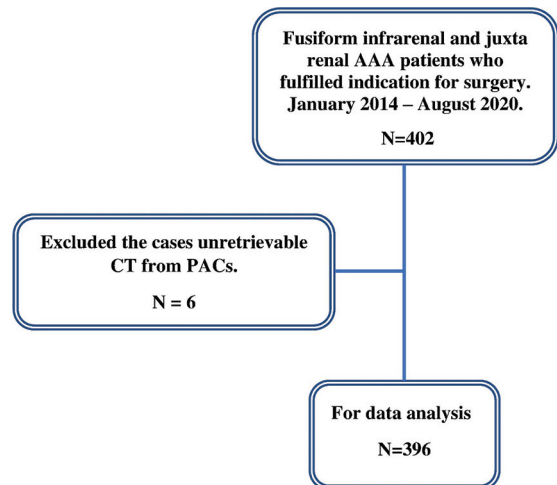 Fusiform infrarenal and juxta
renal AAA patients who
fulfilled indication for surgery.
January 2014 – August 2020.
N=402
Excluded the cases unretrievable
CT from PACs.
N = 6
For data analysis
N=396